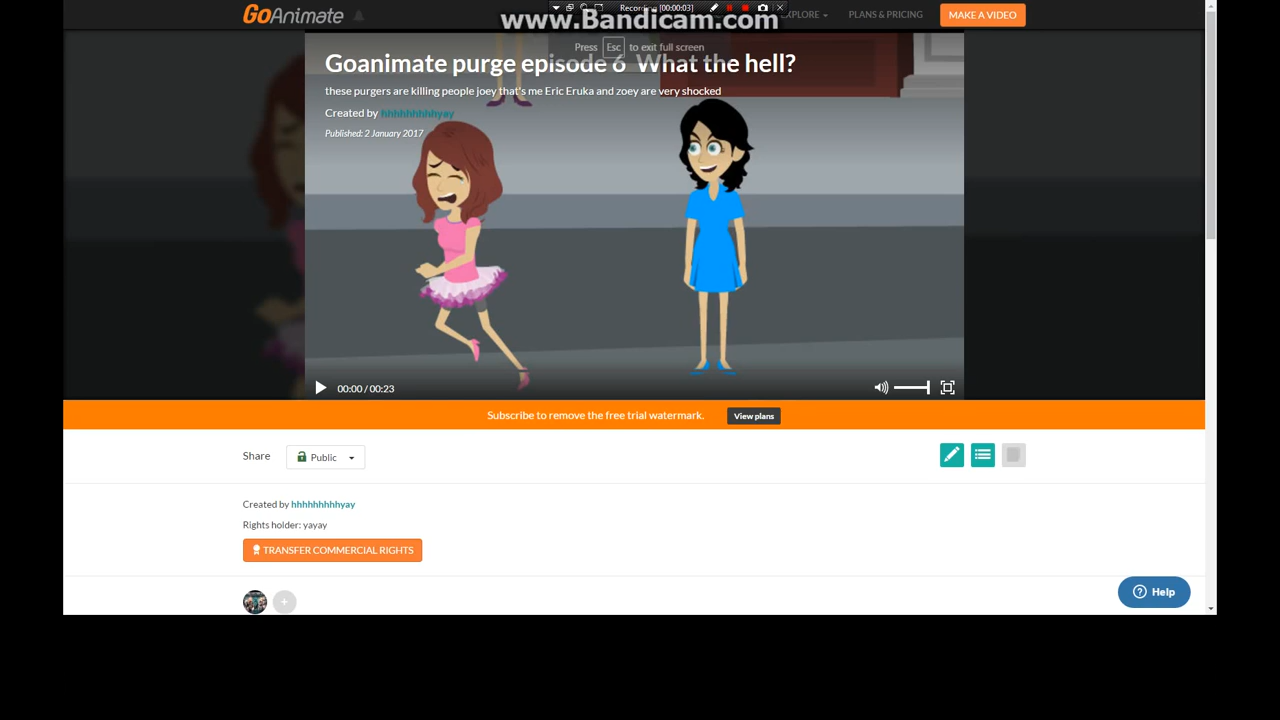 Recording [00:00:03]
www.Bandicam.com
GOANIMATE
EXPLORE
PLANS & PRICING
MAKE A VIDEO
Press Esc to exit full screen
Goanimate purge episode 6 What the hell?
these purgers are killing people joey that's me Eric Eruka and zoey are very shocked
Created by hhhhhhhhhyay
Published: 2 January 2017
00:00 / 00:23
Subscribe to remove the free trial watermark.
View plans
Share
Public
Created by hhhhhhhhhyay
Rights holder: yayay
TRANSFER COMMERCIAL RIGHTS
Help